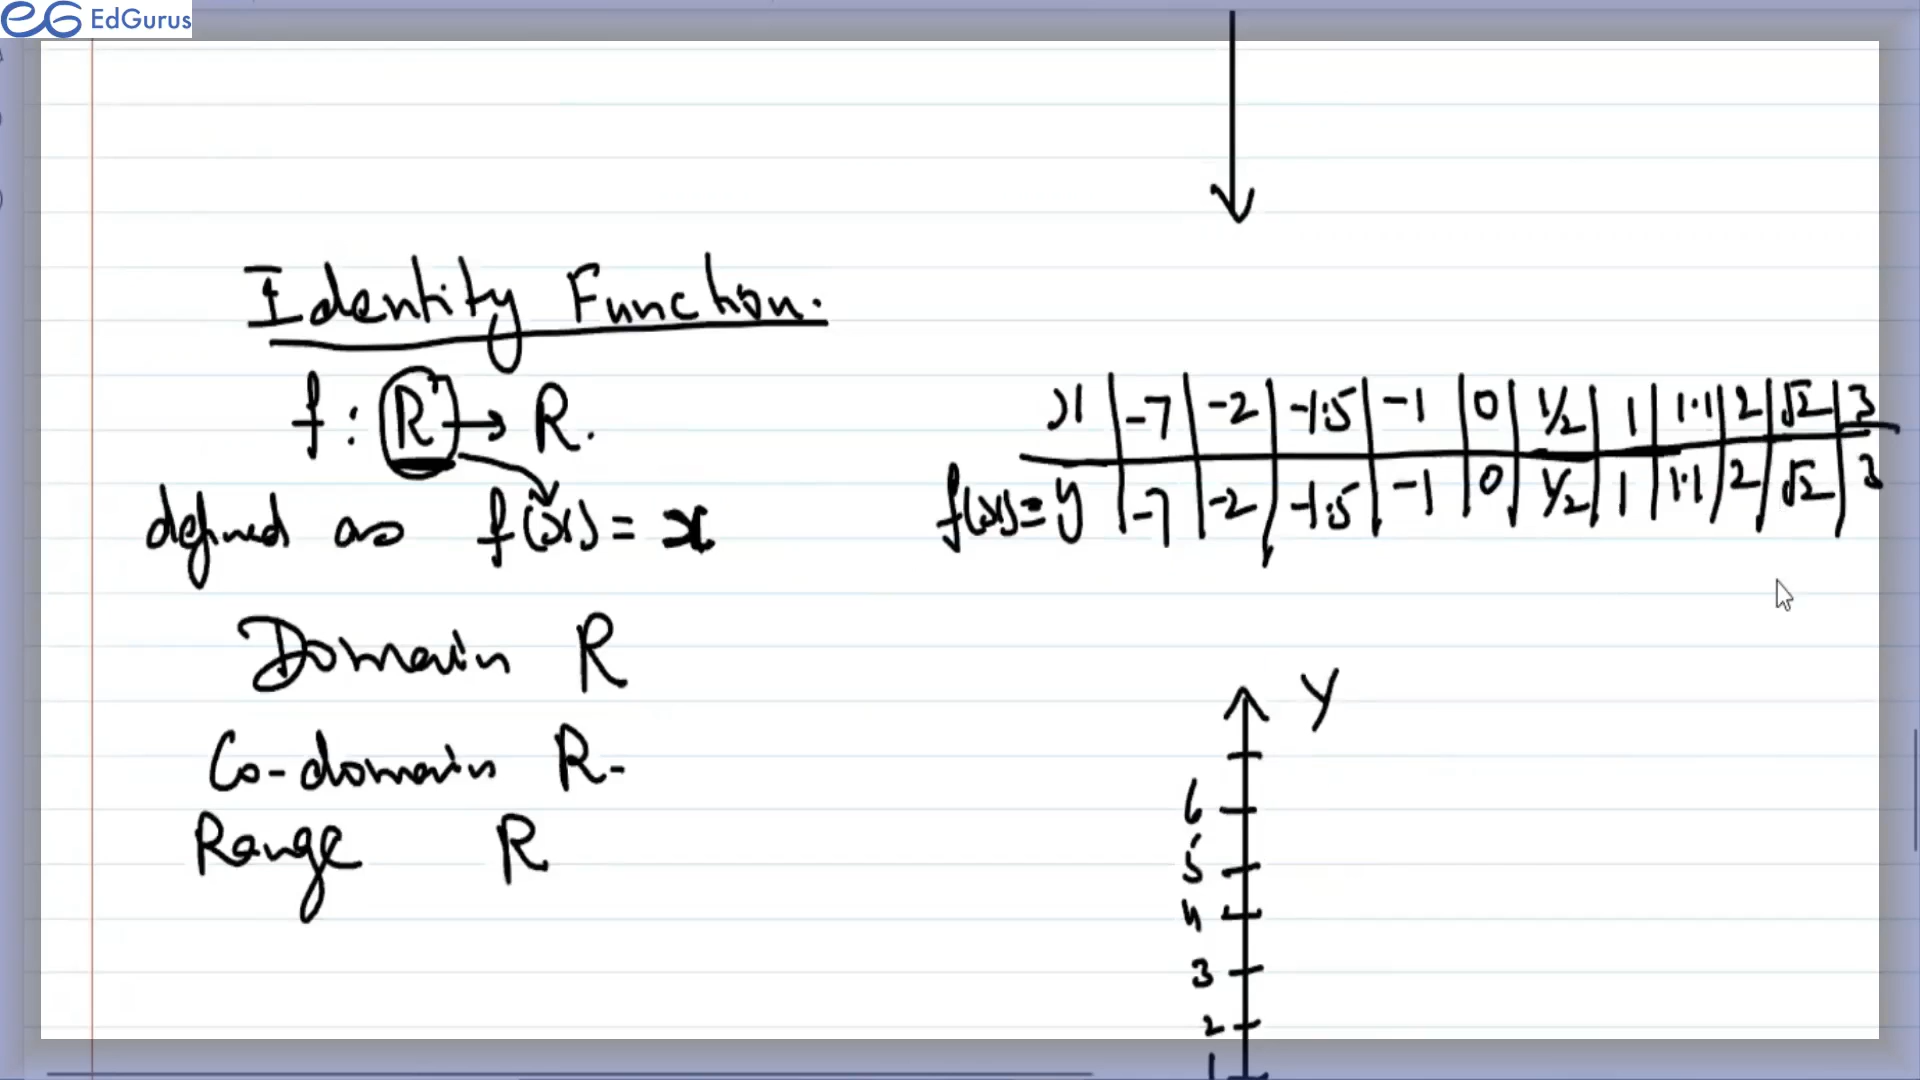 EdGurus
Identity Function.
f : R → R.
defined as f(x) = x
Domain R
Co-domain R-
Range R
x | -7 | -2 | -1.5 | -1 | 0 | 1/2 | 1 | 1.1 | 2 | √2 | 3
f(x) = y | -7 | -2 | -1.5 | -1 | 0 | 1/2 | 1 | 1.1 | 2 | √2 | 3
Y
6
5
4
3
2
1